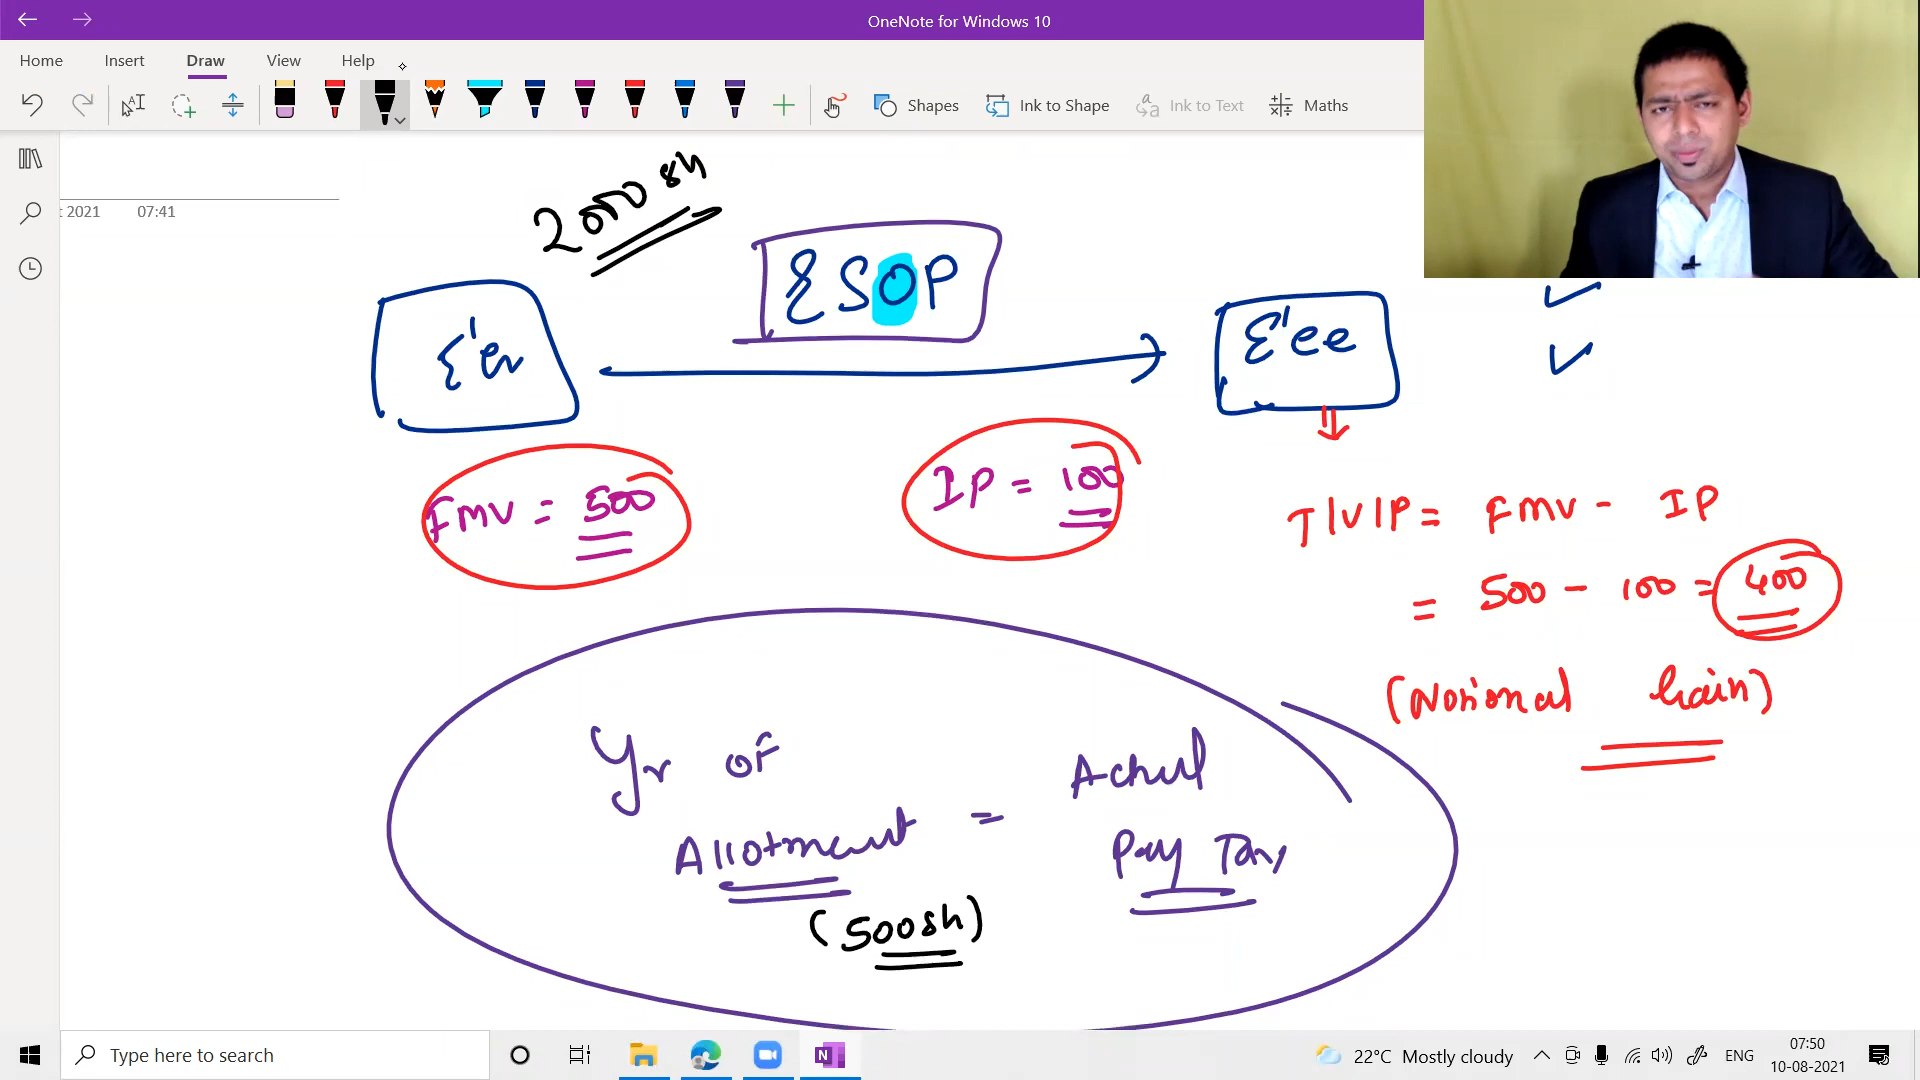 OneNote for Windows 10
Home Insert Draw View Help
Shapes Ink to Shape Ink to Text Maths
t 2021 07:41
2000 sh
ESOP
E'er
E'ee
FMV = 500
IP = 100
T/V/P = FMV - IP
= 500 - 100 = 400
(Notional Gain)
Yr of Actual
Allotment = Pay Tax
(500sh)
Type here to search
22°C Mostly cloudy
ENG
07:50
10-08-2021